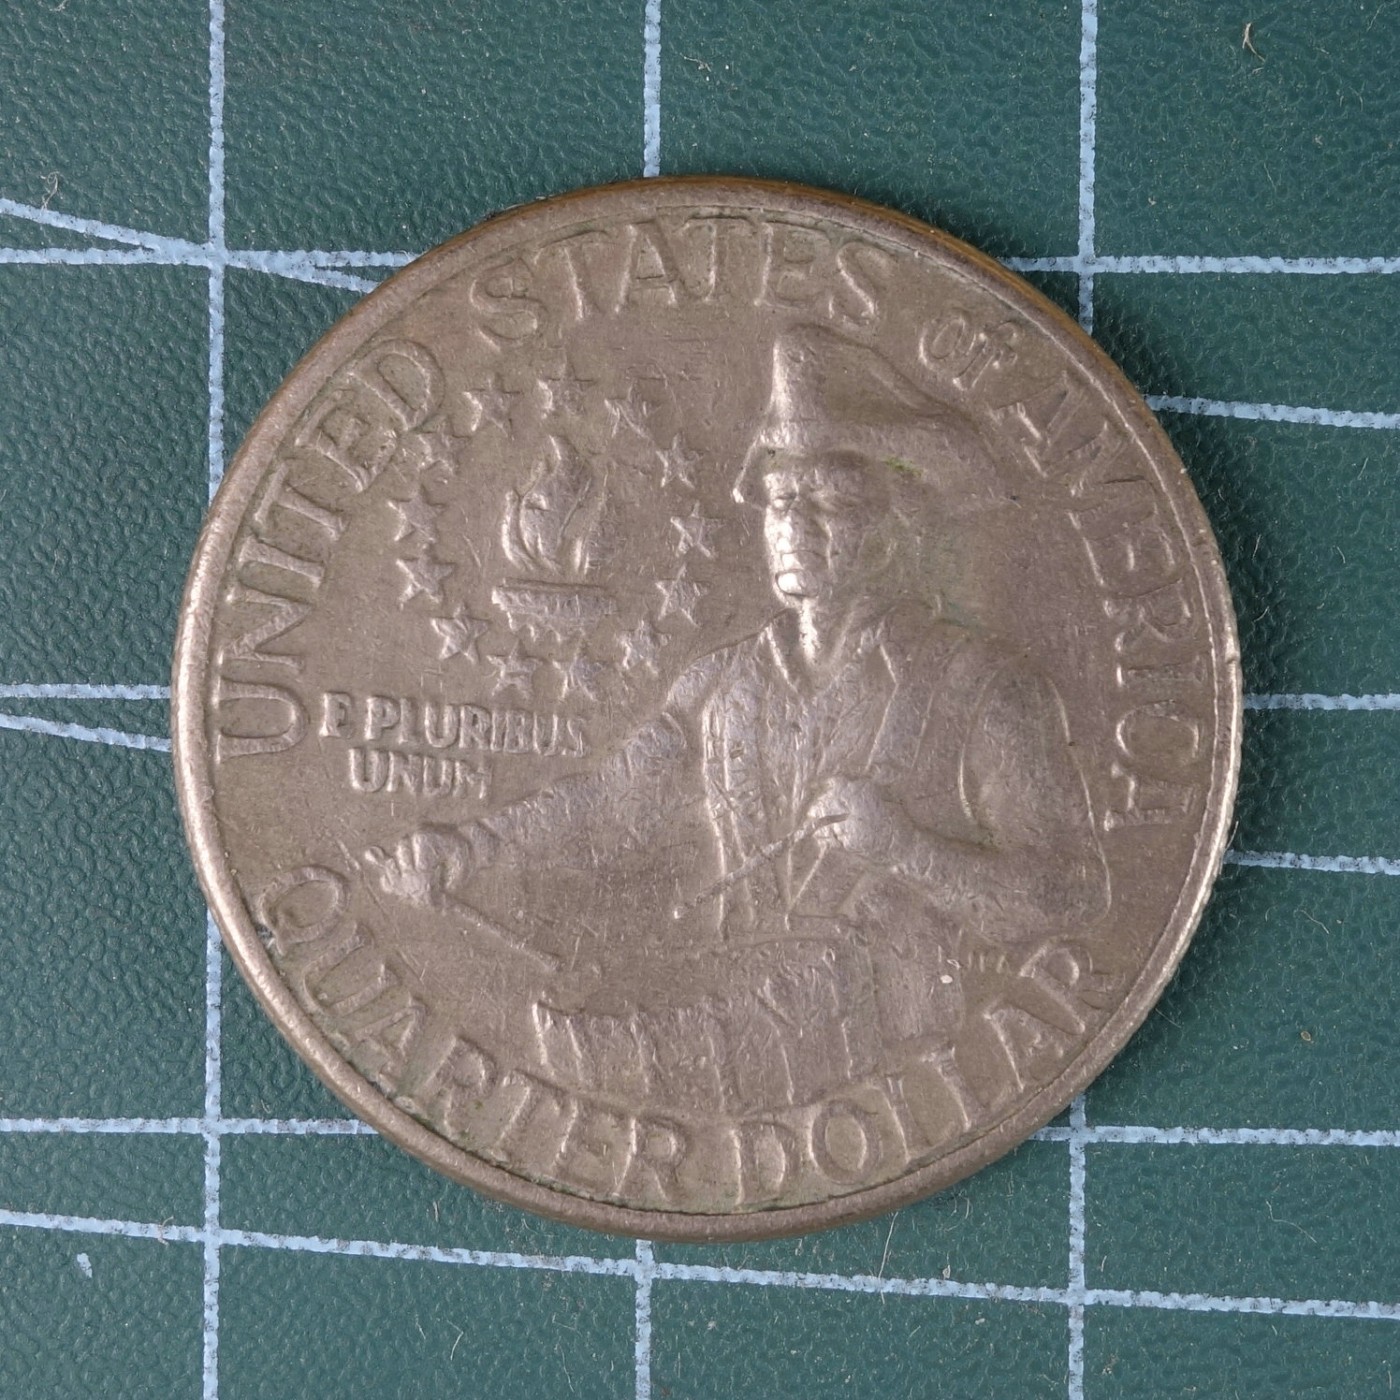 UNITED STATES of AMERICA
E PLURIBUS
UNUM
QUARTER DOLLAR